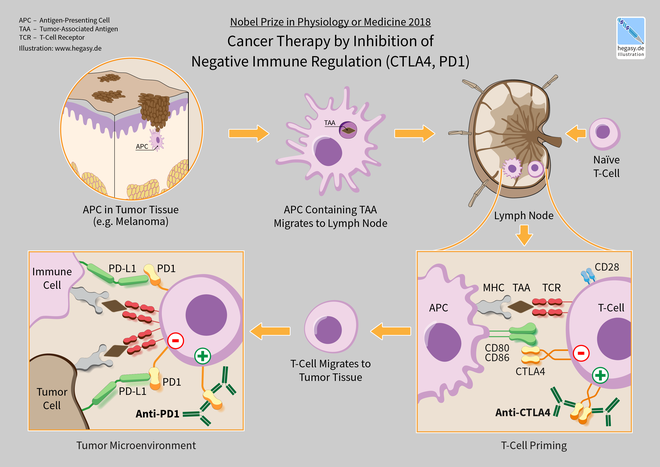 APC – Antigen-Presenting Cell
TAA – Tumor-Associated Antigen
TCR – T-Cell Receptor
Illustration: www.hegasy.de
Nobel Prize in Physiology or Medicine 2018
Cancer Therapy by Inhibition of
Negative Immune Regulation (CTLA4, PD1)
hegasy.de
illustration
APC
TAA
APC in Tumor Tissue
(e.g. Melanoma)
APC Containing TAA
Migrates to Lymph Node
Lymph Node
Naïve
T-Cell
Immune
Cell
PD-L1
PD1
Tumor
Cell
PD-L1
PD1
Anti-PD1
Tumor Microenvironment
T-Cell Migrates to
Tumor Tissue
CD28
MHC
TAA
TCR
APC
T-Cell
CD80
CD86
CTLA4
Anti-CTLA4
T-Cell Priming